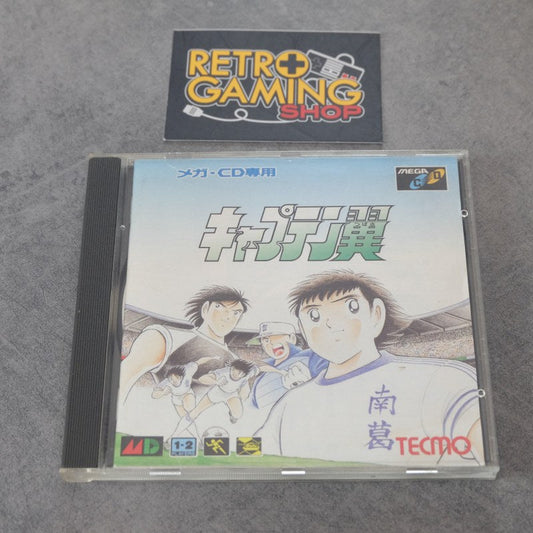 RETRO
GAMING
SHOP
メガ・CD専用
MEGA
CD
キャプテン翼
南葛
MD
1・2
PLAYERS
TECMO